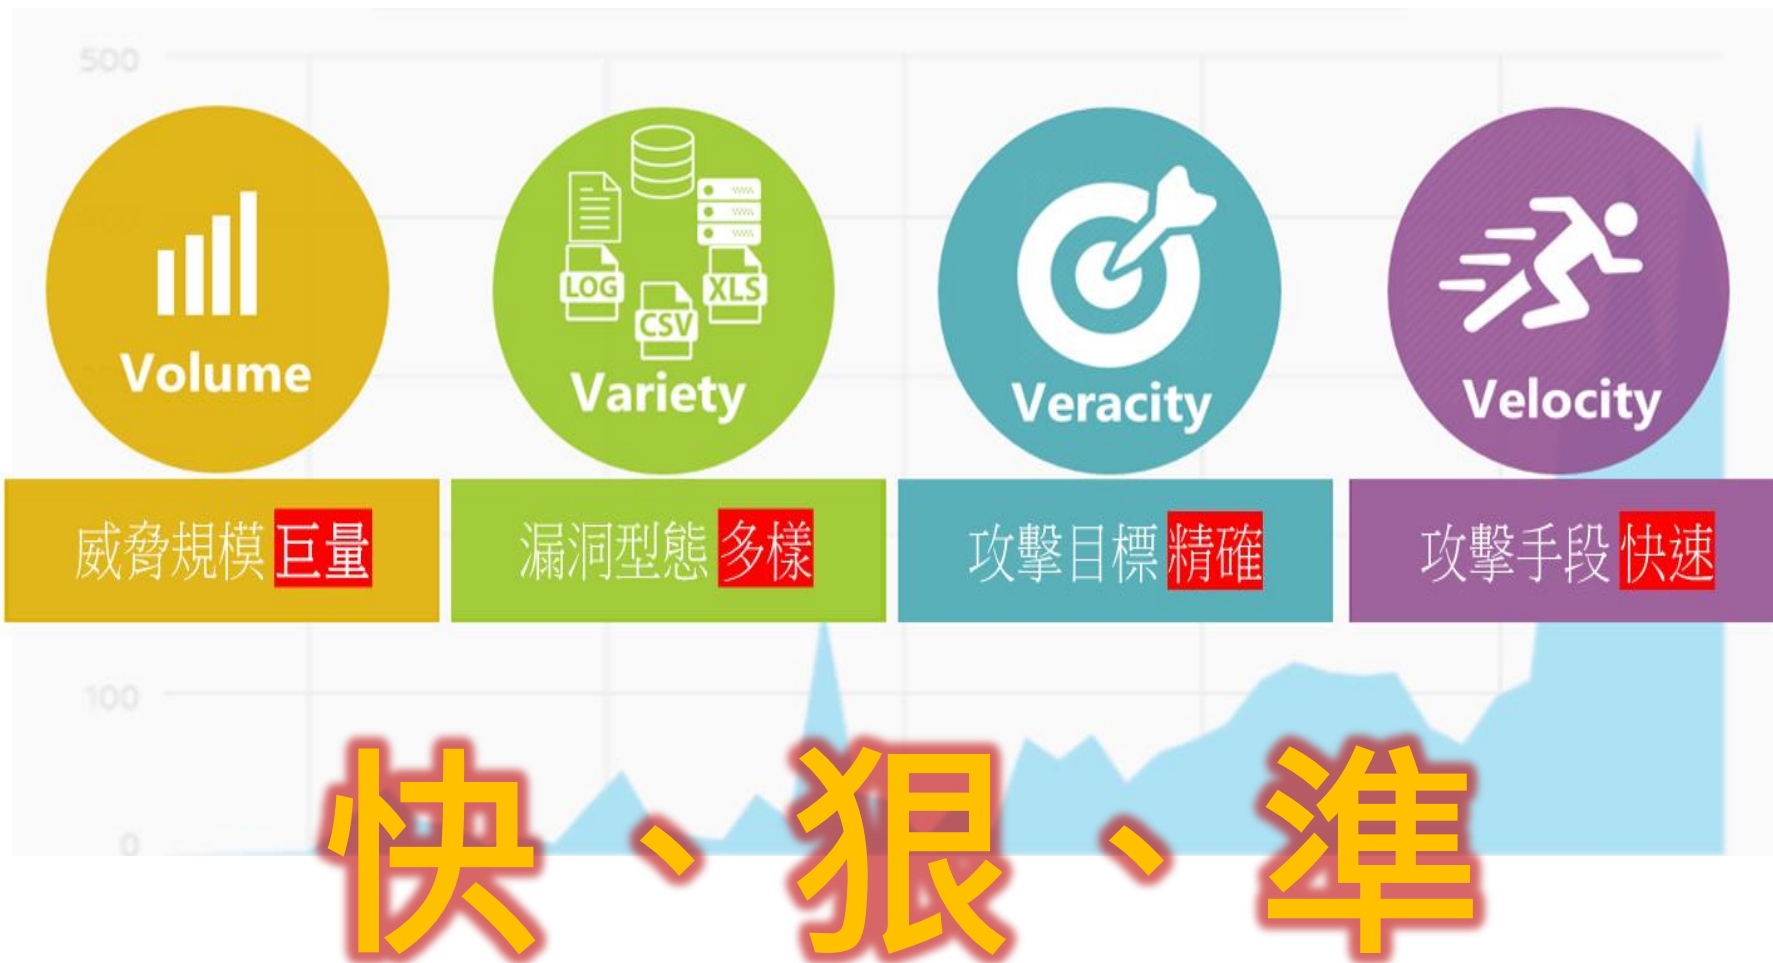 500
Volume
LOG
CSV
XLS
Variety
Veracity
Velocity
威脅規模 巨量
漏洞型態 多樣
攻擊目標 精確
攻擊手段 快速
100
0
快、狠、準